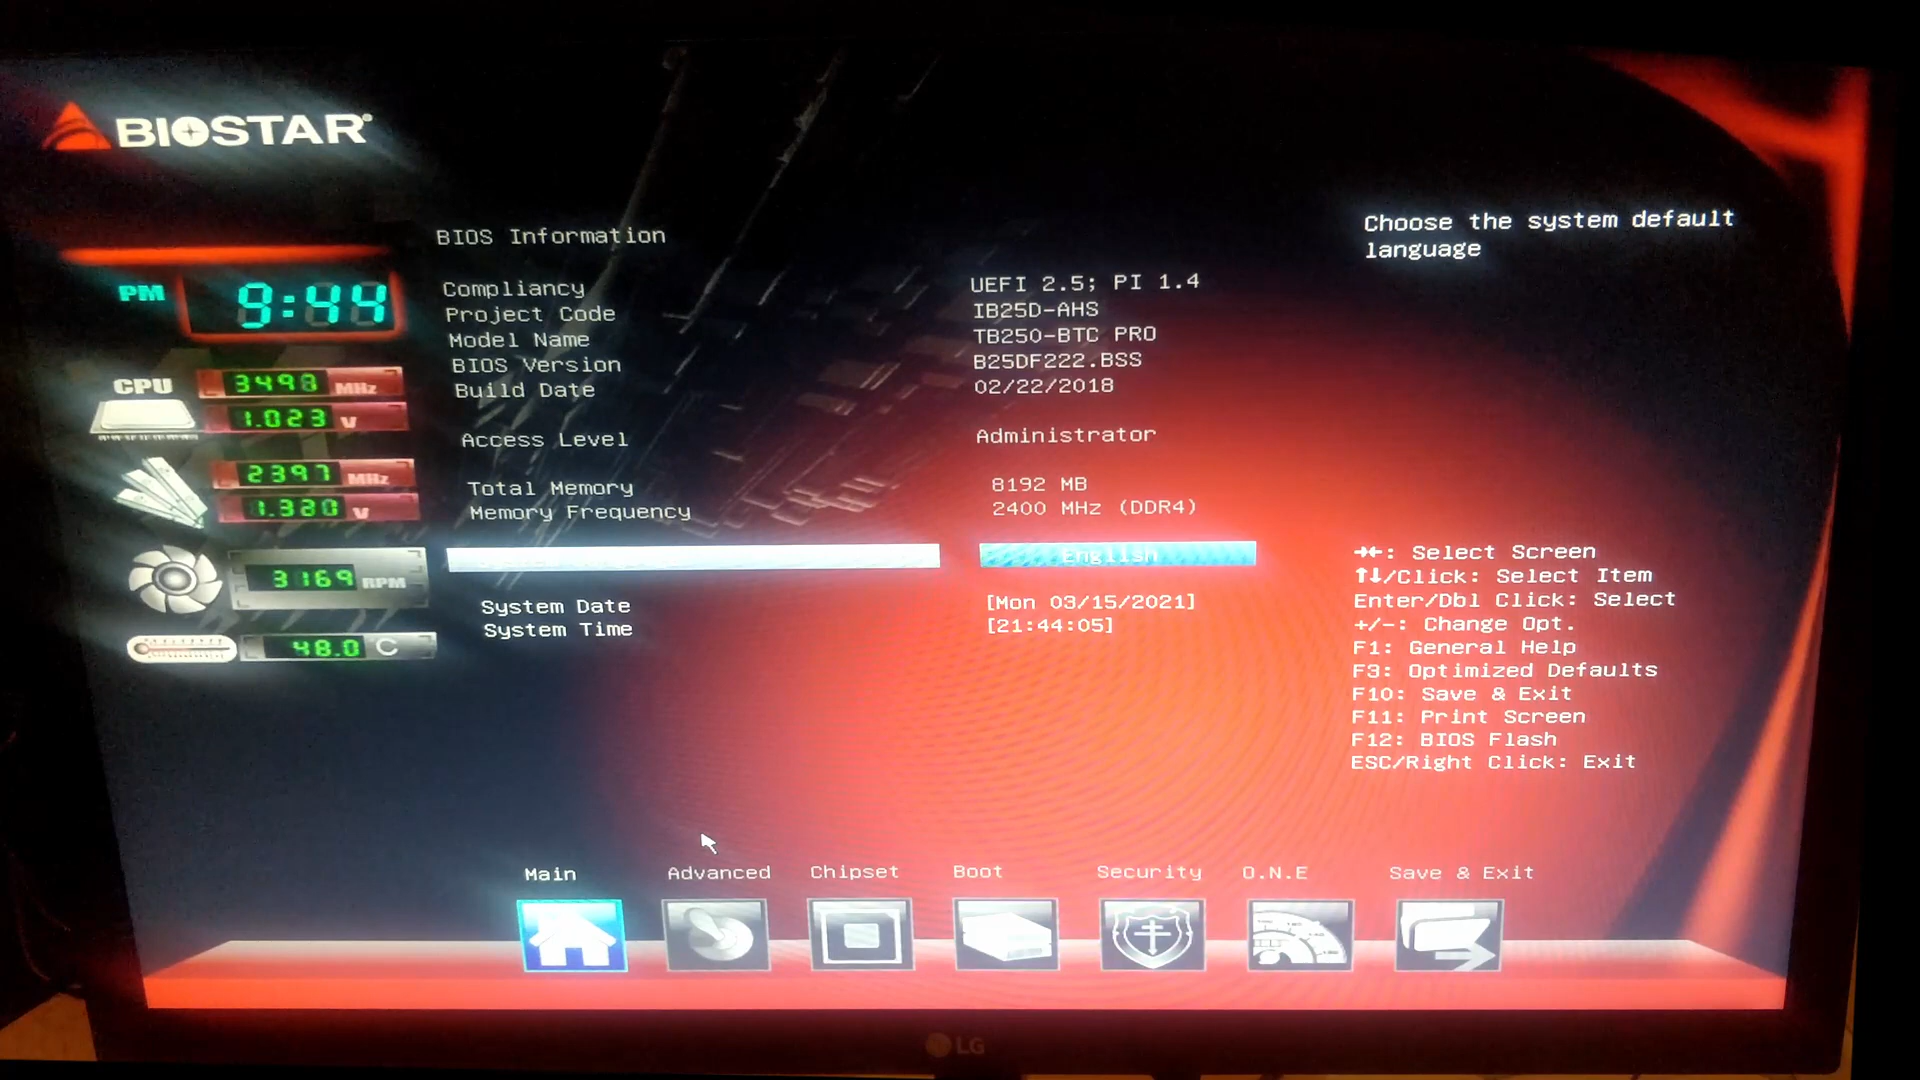 BIOSTAR®
BIOS Information
Compliancy UEFI 2.5; PI 1.4
Project Code IB25D-AHS
Model Name TB250-BTC PRO
BIOS Version B25DF222.BSS
Build Date 02/22/2018
Access Level Administrator
Total Memory 8192 MB
Memory Frequency 2400 MHz (DDR4)
English
System Date [Mon 03/15/2021]
System Time [21:44:05]
PM 9:44
CPU 3498 MHz
1.023 V
2397 MHz
1.320 V
3169 RPM
48.0 C
Choose the system default
language
→←: Select Screen
↑↓/Click: Select Item
Enter/Dbl Click: Select
+/-: Change Opt.
F1: General Help
F3: Optimized Defaults
F10: Save & Exit
F11: Print Screen
F12: BIOS Flash
ESC/Right Click: Exit
Main Advanced Chipset Boot Security O.N.E Save & Exit
LG